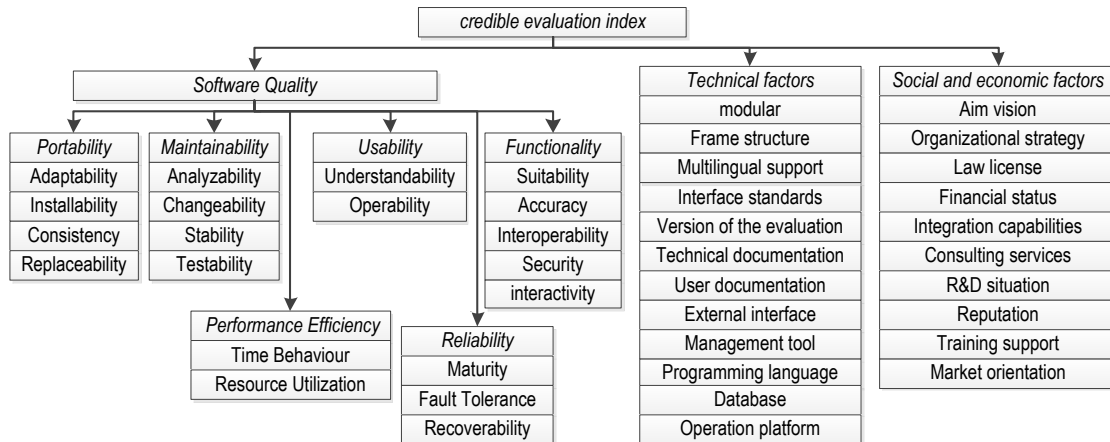 credible evaluation index
Software Quality
Portability
Adaptability
Installability
Consistency
Replaceability
Maintainability
Analyzability
Changeability
Stability
Testability
Usability
Understandability
Operability
Functionality
Suitability
Accuracy
Interoperability
Security
interactivity
Performance Efficiency
Time Behaviour
Resource Utilization
Reliability
Maturity
Fault Tolerance
Recoverability
Technical factors
modular
Frame structure
Multilingual support
Interface standards
Version of the evaluation
Technical documentation
User documentation
External interface
Management tool
Programming language
Database
Operation platform
Social and economic factors
Aim vision
Organizational strategy
Law license
Financial status
Integration capabilities
Consulting services
R&D situation
Reputation
Training support
Market orientation